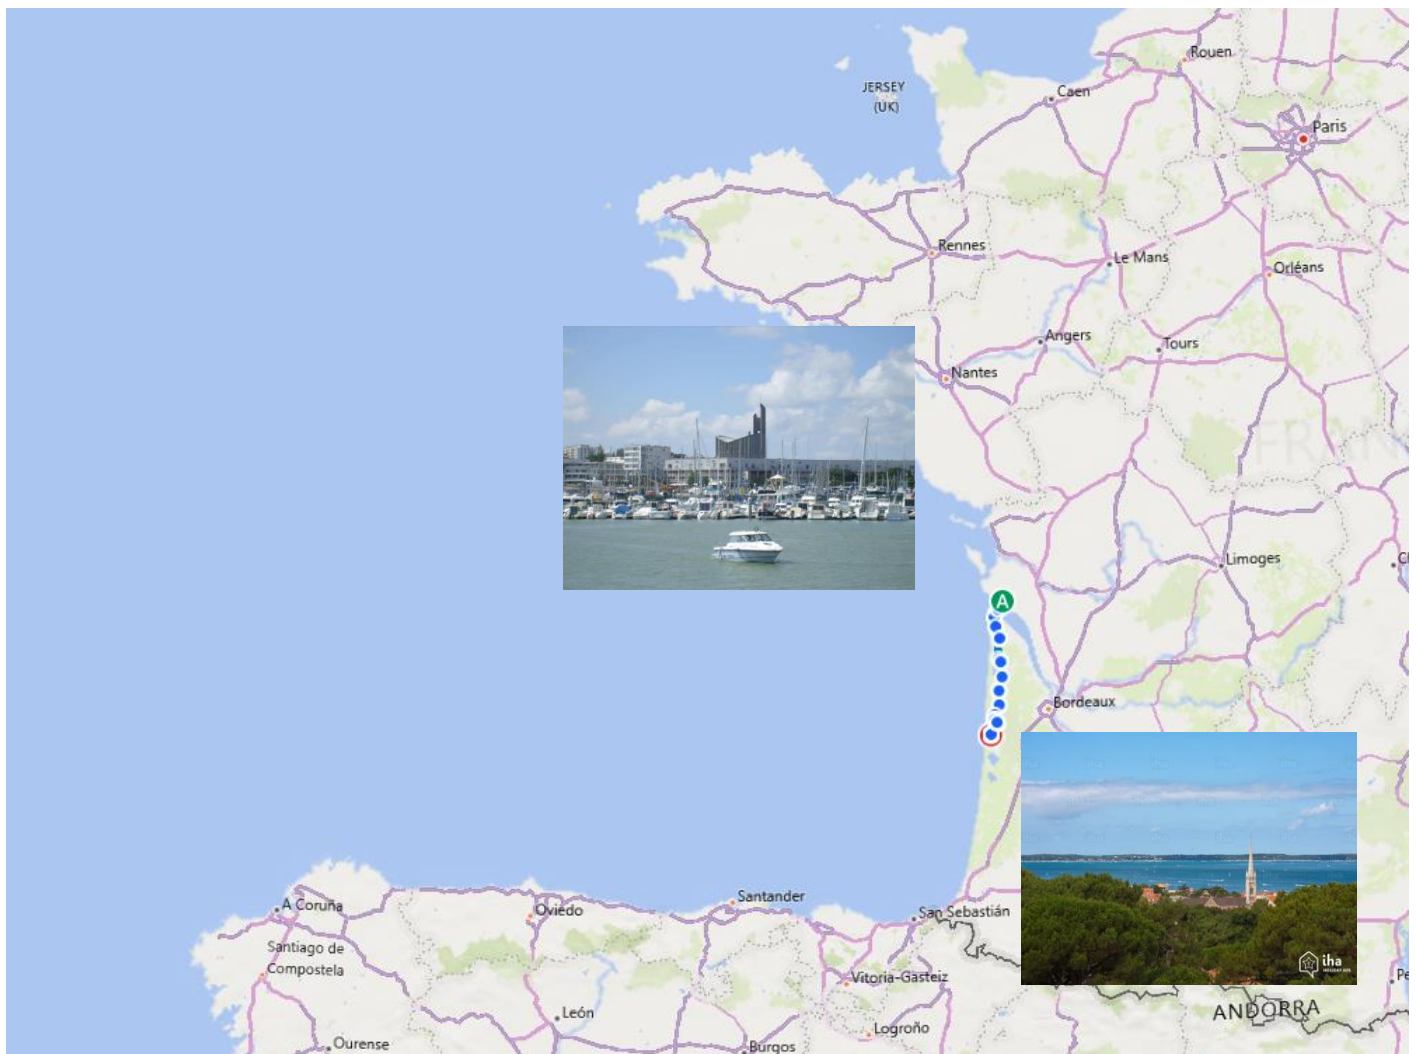 Rouen
JERSEY
(UK)
Caen
Paris
Rennes
Le Mans
Orléans
Angers
Tours
Nantes
FRAN
Limoges
A
Bordeaux
Santander
A Coruña
Oviedo
San Sebastián
Santiago de
Compostela
Vitoria-Gasteiz
iha
ANDORRA
León
Logroño
Ourense
Burgos